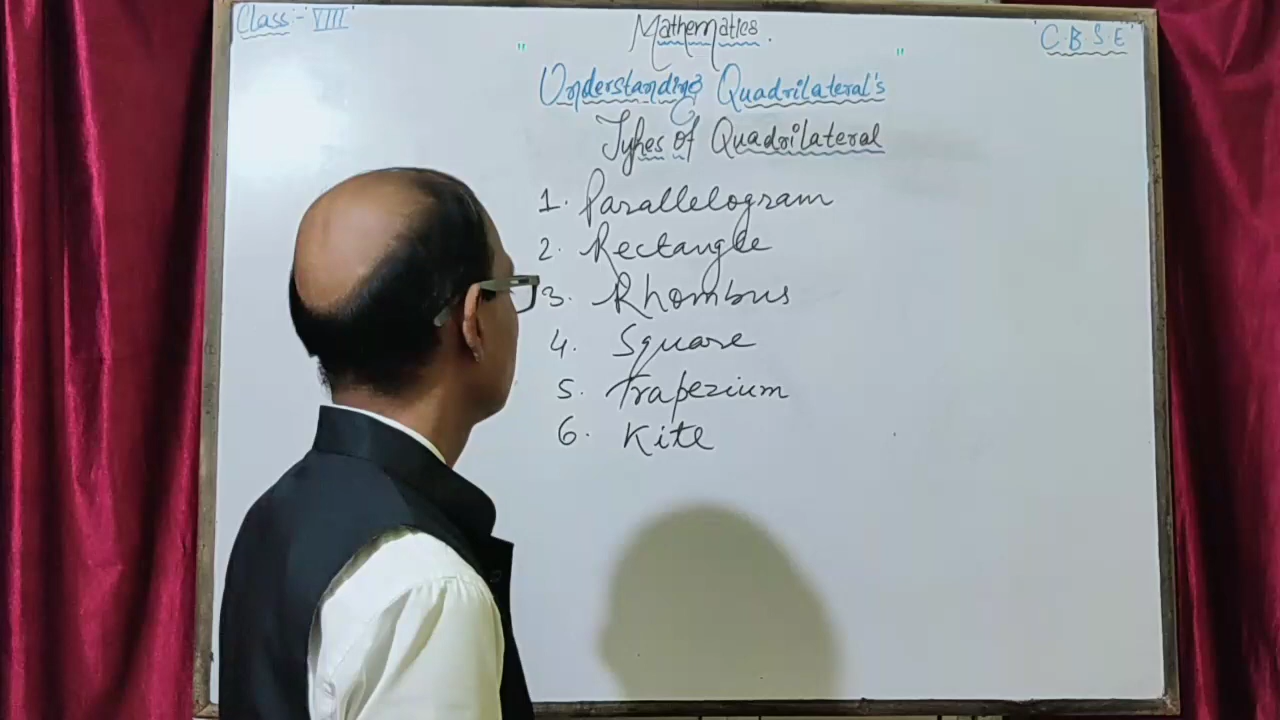 Class:- 'VIII'
Mathematics.
'C.B.S.E'
" Understanding Quadrilateral's "
Types of Quadrilateral
1. Parallelogram
2. Rectangle
3. Rhombus
4. Square
5. Trapezium
6. Kite